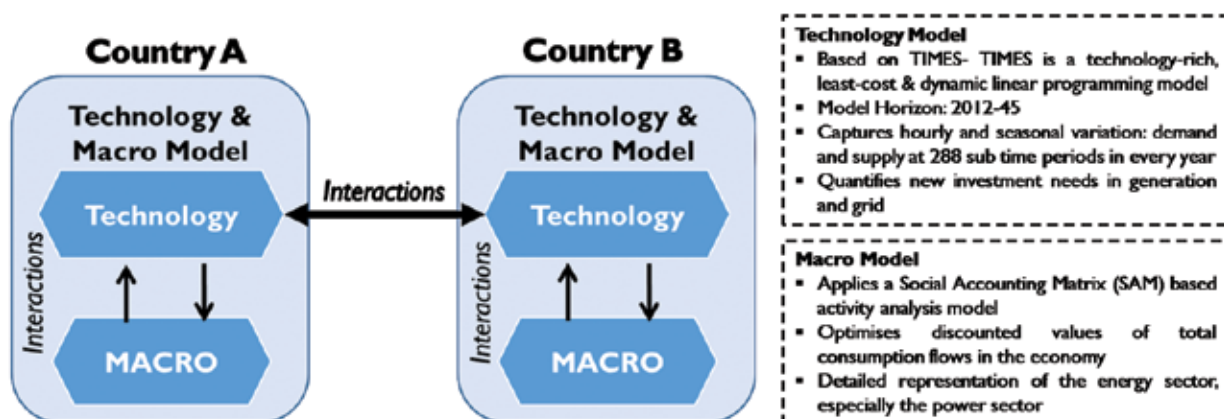 Country A
Technology &
Macro Model
Technology
Interactions
MACRO
Interactions
Country B
Technology &
Macro Model
Technology
Interactions
MACRO
Technology Model
▪ Based on TIMES- TIMES is a technology-rich,
least-cost & dynamic linear programming model
▪ Model Horizon: 2012-45
▪ Captures hourly and seasonal variation: demand
and supply at 288 sub time periods in every year
▪ Quantifies new investment needs in generation
and grid
Macro Model
▪ Applies a Social Accounting Matrix (SAM) based
activity analysis model
▪ Optimises discounted values of total
consumption flows in the economy
▪ Detailed representation of the energy sector,
especially the power sector